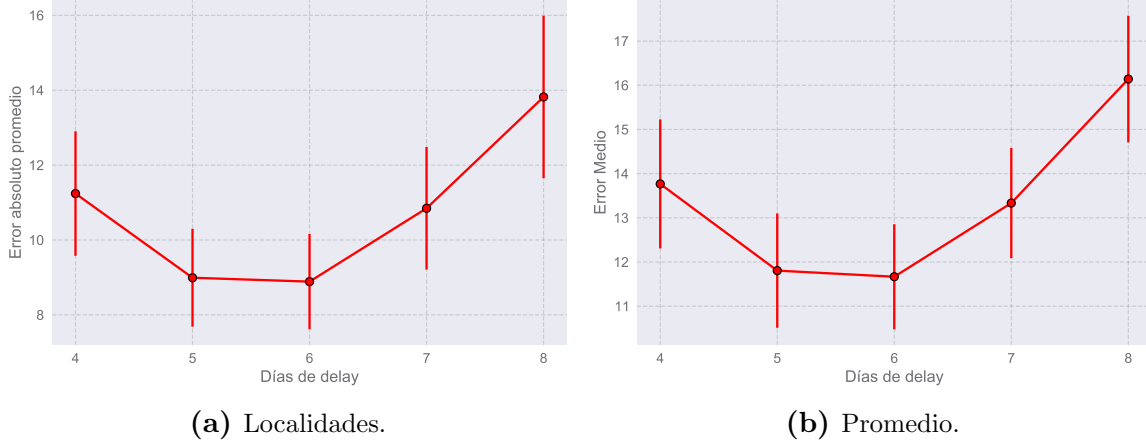 16
14
12
10
8
Error absoluto promedio
4 5 6 7 8
Días de delay
(a) Localidades.
17
16
15
14
13
12
11
Error Medio
4 5 6 7 8
Días de delay
(b) Promedio.